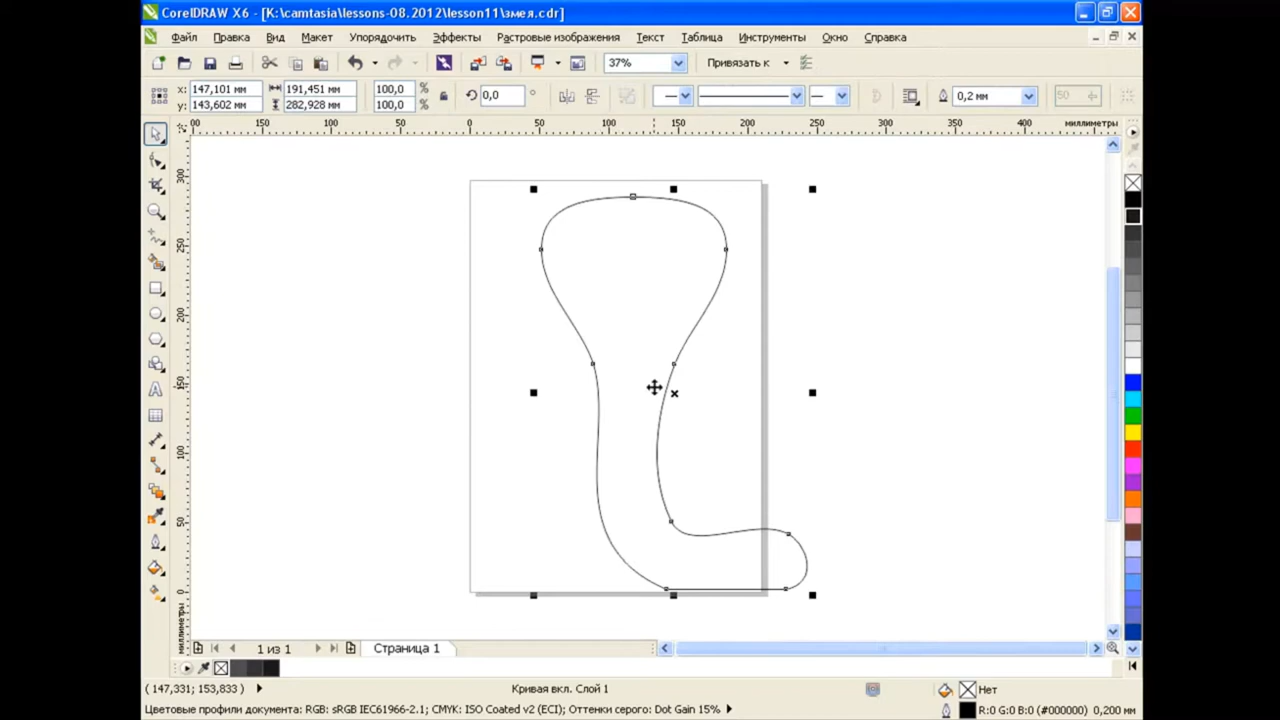 CorelDRAW X6 - [K:\camtasia\lessons-08.2012\lesson11\змея.cdr]
Файл Правка Вид Макет Упорядочить Эффекты Растровые изображения Текст Таблица Инструменты Окно Справка
37% Привязать к
x: 147,101 мм 191,451 мм 100,0 % 0,0 ° 0,2 мм 50
y: 143,602 мм 282,928 мм 100,0 %
00 150 100 50 0 50 100 150 200 250 300 350 400 миллиметры
300
250
200
150
100
50
0
миллиметры
1 из 1 Страница 1
( 147,331; 153,833 ) Кривая вкл. Слой 1 Нет
Цветовые профили документа: RGB: sRGB IEC61966-2.1; CMYK: ISO Coated v2 (ECI); Оттенки серого: Dot Gain 15% R:0 G:0 B:0 (#000000) 0,200 мм